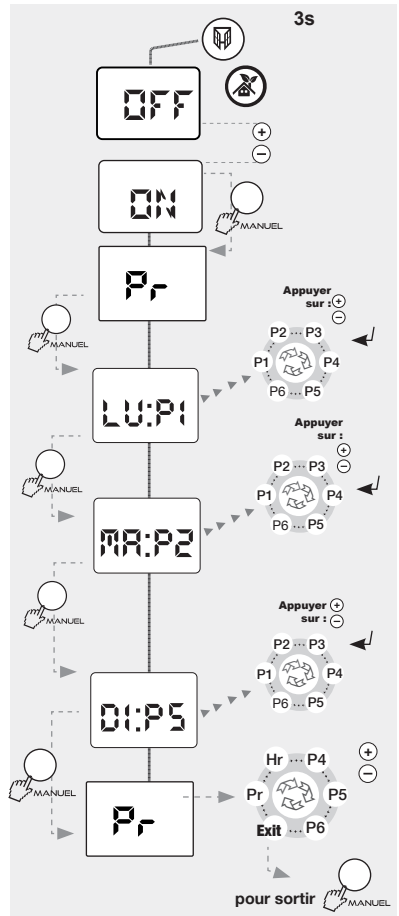 3s
OFF
ON
MANUEL
Pr
MANUEL
Appuyer
sur : +
−
P2 ... P3
P1 P4
P6 ... P5
LU:P1
MANUEL
Appuyer
sur :
+
−
P2 ... P3
P1 P4
P6 ... P5
MA:P2
MANUEL
Appuyer +
sur : −
P2 ... P3
P1 P4
P6 ... P5
DI:P5
MANUEL
+
−
Hr ... P4
Pr P5
Exit ... P6
Pr
pour sortir MANUEL